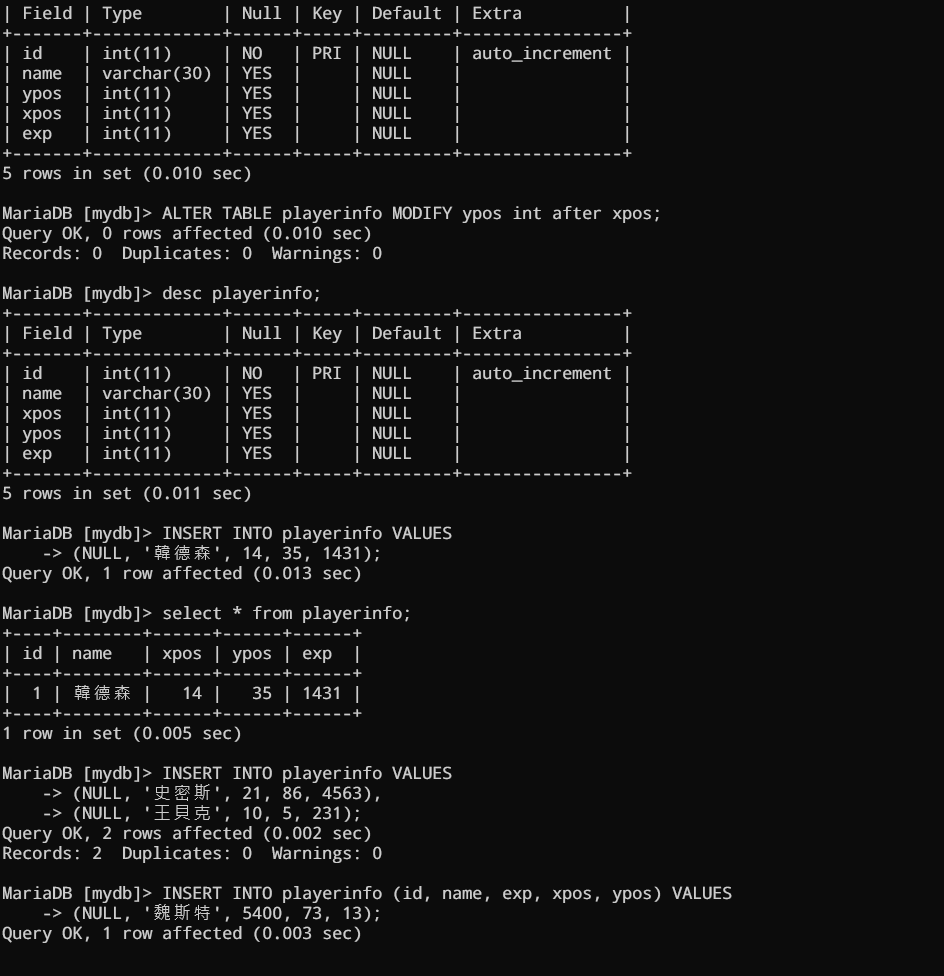 | Field | Type        | Null | Key | Default | Extra          |
+-------+-------------+------+-----+---------+----------------+
| id    | int(11)     | NO   | PRI | NULL    | auto_increment |
| name  | varchar(30) | YES  |     | NULL    |                |
| ypos  | int(11)     | YES  |     | NULL    |                |
| xpos  | int(11)     | YES  |     | NULL    |                |
| exp   | int(11)     | YES  |     | NULL    |                |
+-------+-------------+------+-----+---------+----------------+
5 rows in set (0.010 sec)

MariaDB [mydb]> ALTER TABLE playerinfo MODIFY ypos int after xpos;
Query OK, 0 rows affected (0.010 sec)
Records: 0  Duplicates: 0  Warnings: 0

MariaDB [mydb]> desc playerinfo;
+-------+-------------+------+-----+---------+----------------+
| Field | Type        | Null | Key | Default | Extra          |
+-------+-------------+------+-----+---------+----------------+
| id    | int(11)     | NO   | PRI | NULL    | auto_increment |
| name  | varchar(30) | YES  |     | NULL    |                |
| xpos  | int(11)     | YES  |     | NULL    |                |
| ypos  | int(11)     | YES  |     | NULL    |                |
| exp   | int(11)     | YES  |     | NULL    |                |
+-------+-------------+------+-----+---------+----------------+
5 rows in set (0.011 sec)

MariaDB [mydb]> INSERT INTO playerinfo VALUES
    -> (NULL, '韓德森', 14, 35, 1431);
Query OK, 1 row affected (0.013 sec)

MariaDB [mydb]> select * from playerinfo;
+----+--------+------+------+------+
| id | name   | xpos | ypos | exp  |
+----+--------+------+------+------+
|  1 | 韓德森 |   14 |   35 | 1431 |
+----+--------+------+------+------+
1 row in set (0.005 sec)

MariaDB [mydb]> INSERT INTO playerinfo VALUES
    -> (NULL, '史密斯', 21, 86, 4563),
    -> (NULL, '王貝克', 10, 5, 231);
Query OK, 2 rows affected (0.002 sec)
Records: 2  Duplicates: 0  Warnings: 0

MariaDB [mydb]> INSERT INTO playerinfo (id, name, exp, xpos, ypos) VALUES
    -> (NULL, '魏斯特', 5400, 73, 13);
Query OK, 1 row affected (0.003 sec)